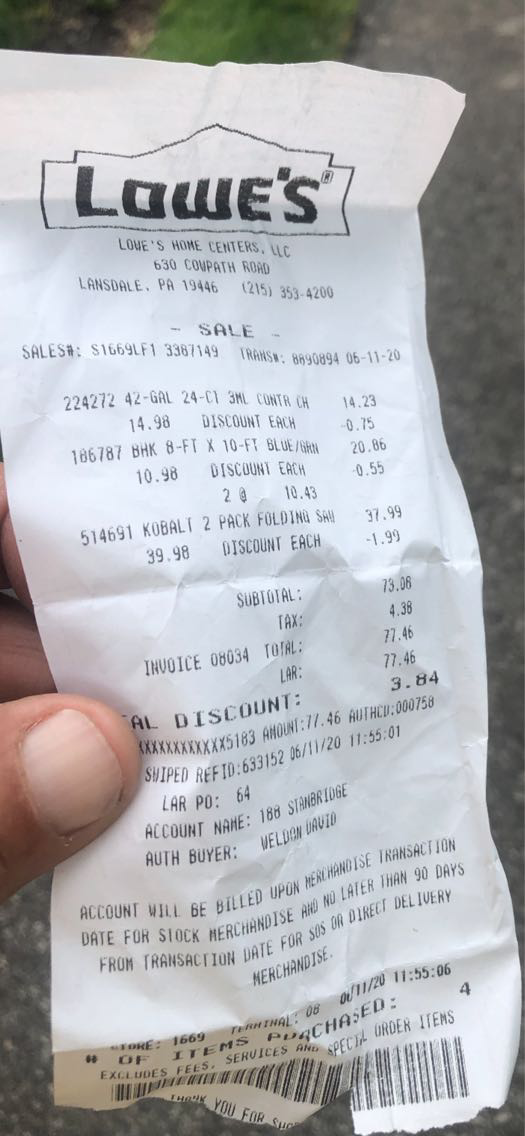 LOWE'S®
LOWE'S HOME CENTERS, LLC
630 COWPATH ROAD
LANSDALE, PA 19446 (215) 353-4200
- SALE -
SALES#: S1669LF1 3387149 TRANS#: 8890894 06-11-20
224272 42-GAL 24-CT 3ML CONTR CH 14.23
14.98 DISCOUNT EACH -0.75
186787 BHK 8-FT X 10-FT BLUE/GRN 20.86
10.98 DISCOUNT EACH -0.55
2 @ 10.43
514691 KOBALT 2 PACK FOLDING SAW 37.99
39.98 DISCOUNT EACH -1.99
SUBTOTAL: 73.08
TAX: 4.38
INVOICE 08034 TOTAL: 77.46
LAR: 77.46
AL DISCOUNT: 3.84
XXXXXXXXXXXX5183 AMOUNT:77.46 AUTHCD:000758
SWIPED REFID:633152 06/11/20 11:55:01
LAR PO: 64
ACCOUNT NAME: 188 STANBRIDGE
AUTH BUYER: WELDON DAVID
ACCOUNT WILL BE BILLED UPON MERCHANDISE TRANSACTION
DATE FOR STOCK MERCHANDISE AND NO LATER THAN 90 DAYS
FROM TRANSACTION DATE FOR SOS OR DIRECT DELIVERY
MERCHANDISE.
STORE: 1669 TERMINAL: 08 06/11/20 11:55:06
# OF ITEMS PURCHASED: 4
EXCLUDES FEES, SERVICES AND SPECIAL ORDER ITEMS
THANK YOU FOR